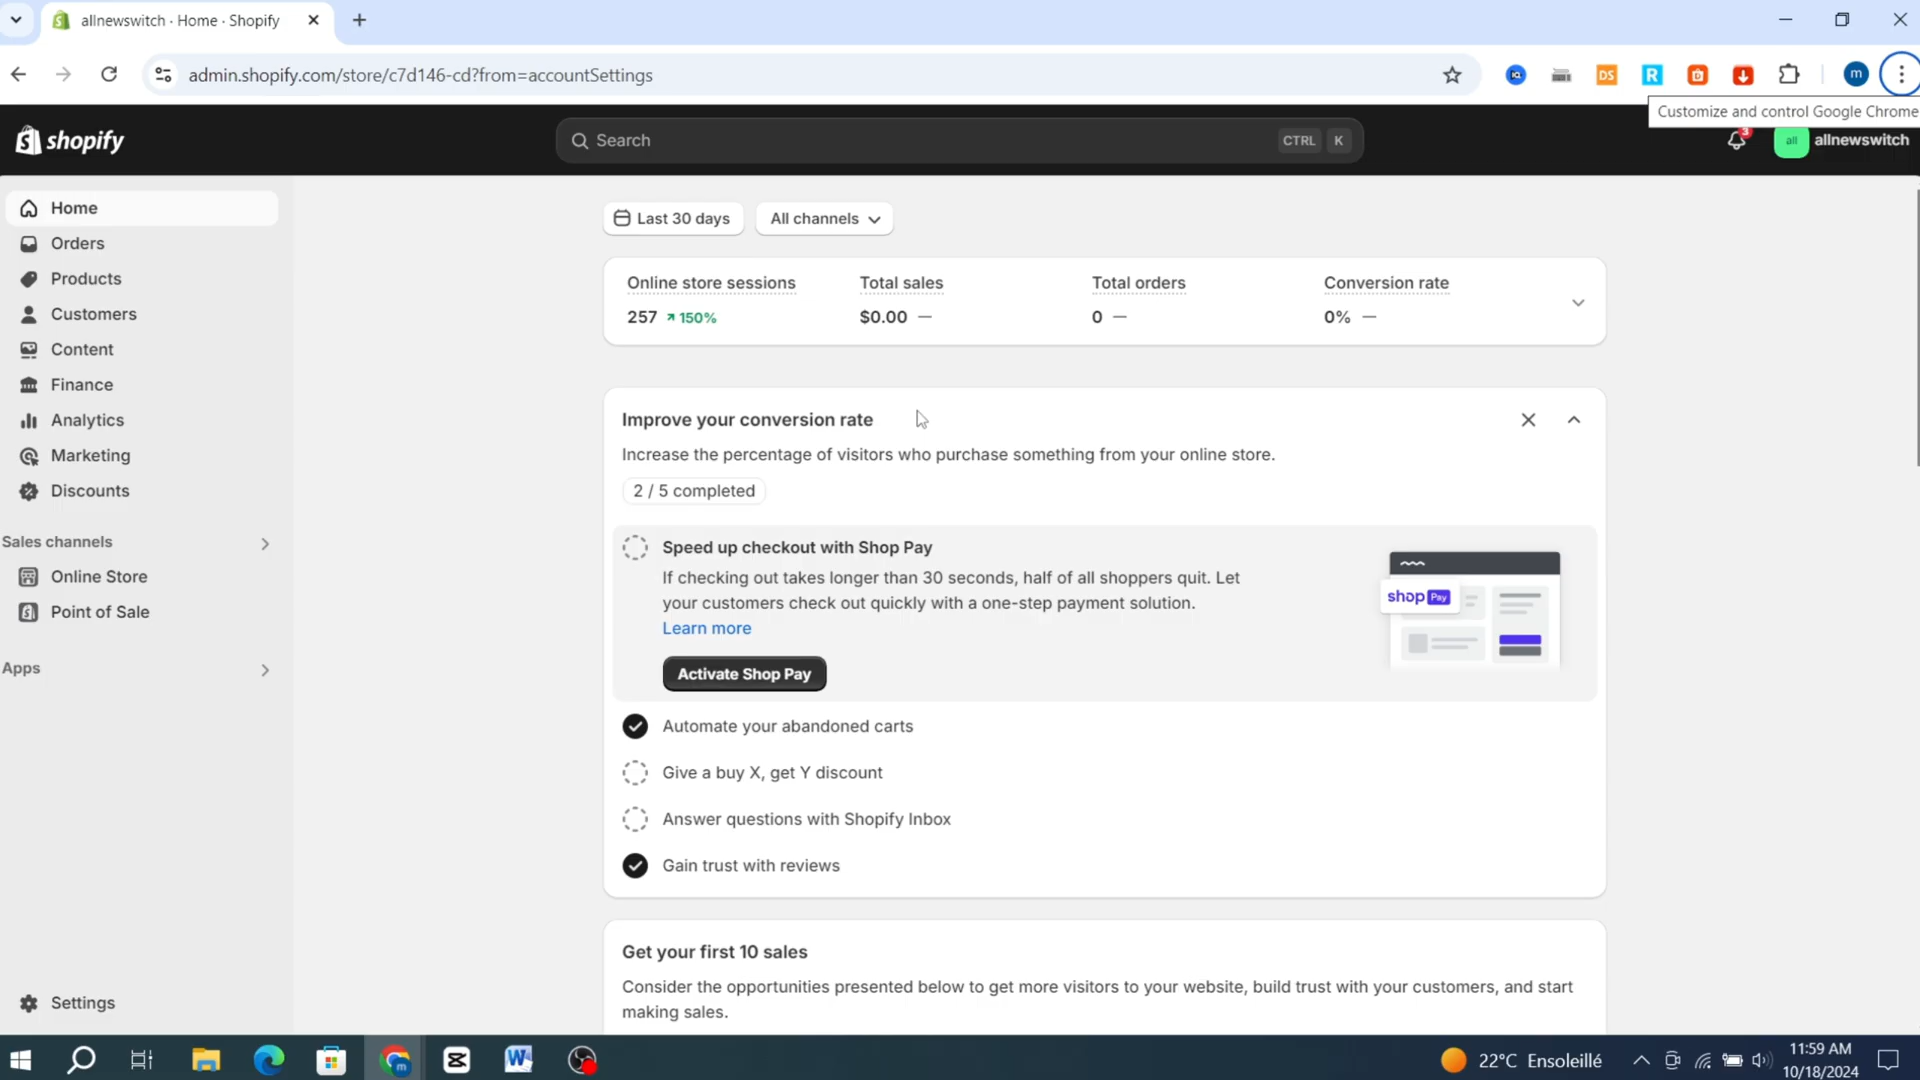 allnewswitch · Home · Shopify
admin.shopify.com/store/c7d146-cd?from=accountSettings
DS
R
m
Customize and control Google Chrome
shopify
Search
CTRL K
3
all
allnewswitch
Home
Orders
Products
Customers
Content
Finance
Analytics
Marketing
Discounts
Sales channels
Online Store
Point of Sale
Apps
Settings
Last 30 days
All channels
Online store sessions
Total sales
Total orders
Conversion rate
257 150%
$0.00 —
0 —
0% —
Improve your conversion rate
Increase the percentage of visitors who purchase something from your online store.
2 / 5 completed
Speed up checkout with Shop Pay
If checking out takes longer than 30 seconds, half of all shoppers quit. Let
your customers check out quickly with a one-step payment solution.
Learn more
Activate Shop Pay
shop Pay
Automate your abandoned carts
Give a buy X, get Y discount
Answer questions with Shopify Inbox
Gain trust with reviews
Get your first 10 sales
Consider the opportunities presented below to get more visitors to your website, build trust with your customers, and start
making sales.
m
W
22°C Ensoleillé
11:59 AM
10/18/2024